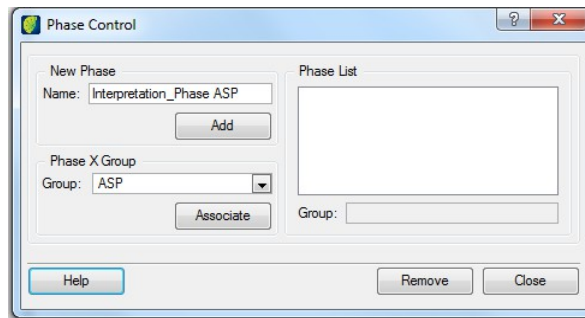 Phase Control
New Phase
Name: Interpretation_Phase ASP
Add
Phase X Group
Group: ASP
Associate
Phase List
Group:
Help
Remove
Close